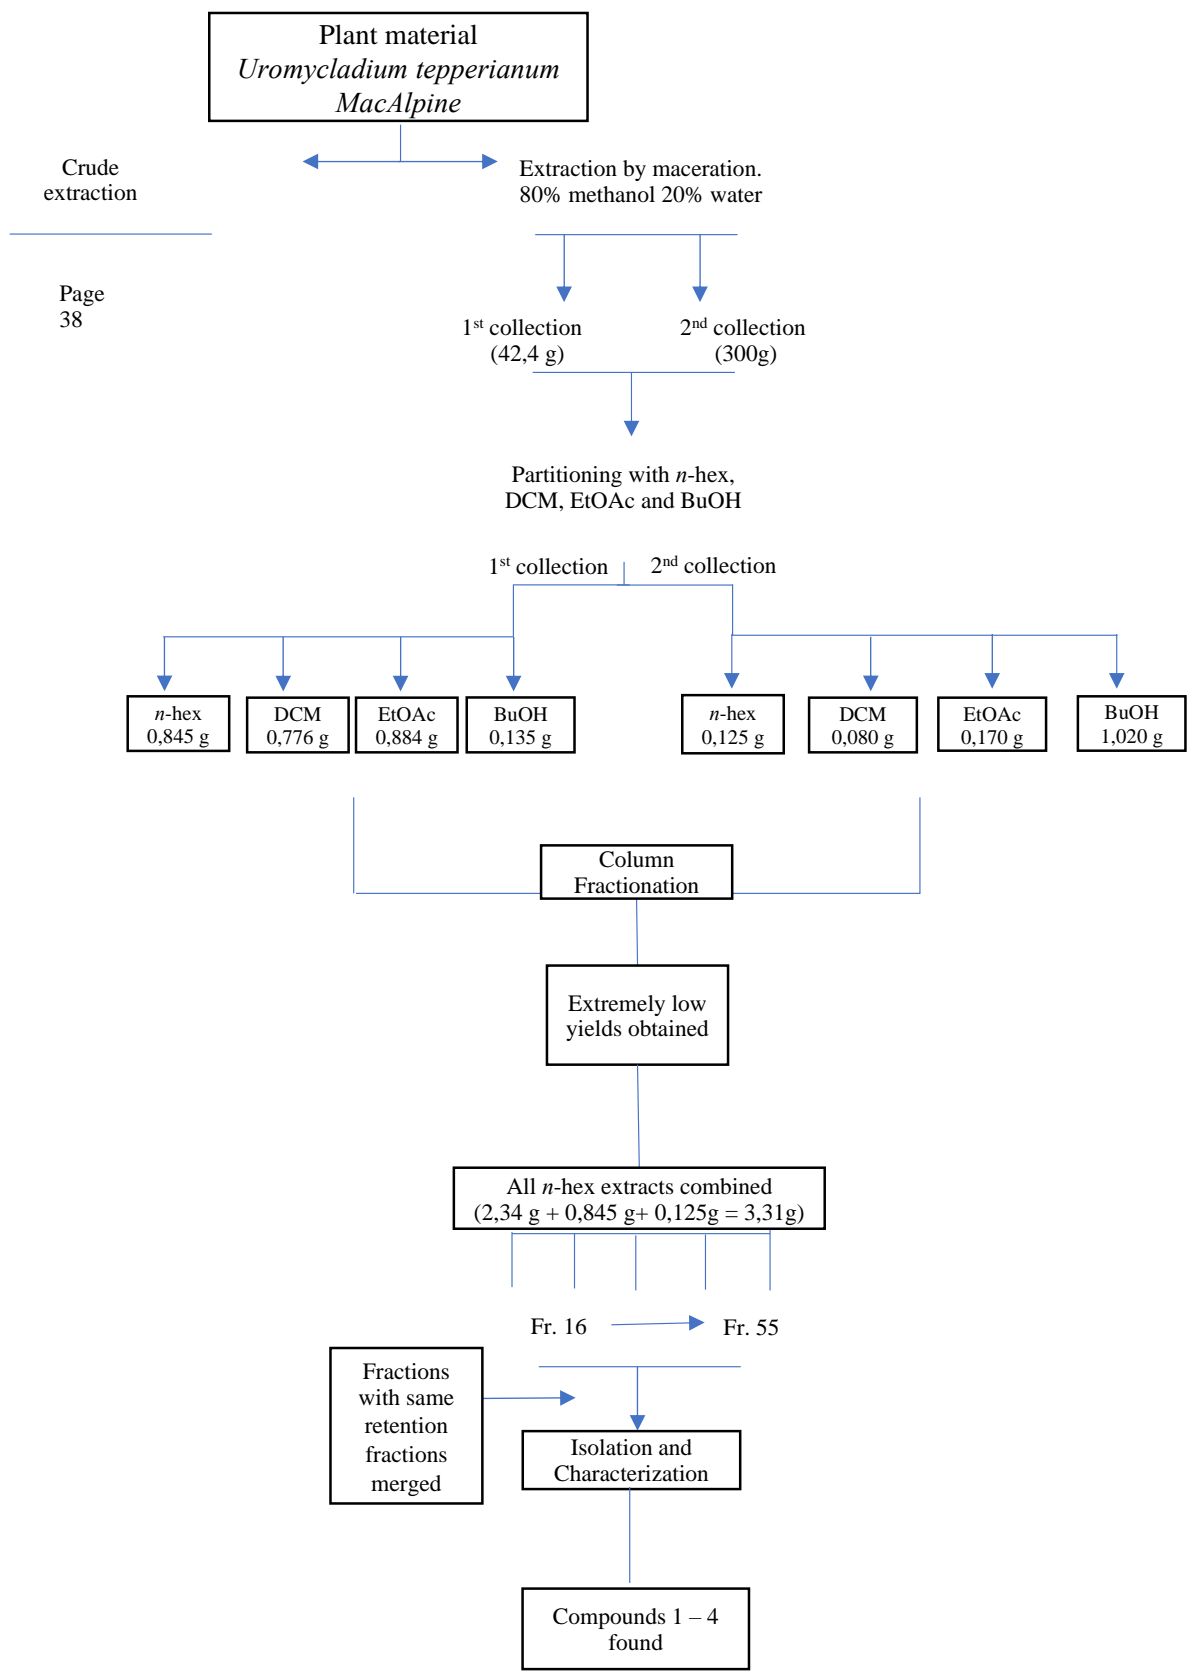 Plant material
Uromycladium tepperianum
MacAlpine
Crude
extraction
Extraction by maceration.
80% methanol 20% water
Page
38
1st collection
(42,4 g)
2nd collection
(300g)
Partitioning with n-hex,
DCM, EtOAc and BuOH
1st collection
2nd collection
n-hex
0,845 g
DCM
0,776 g
EtOAc
0,884 g
BuOH
0,135 g
n-hex
0,125 g
DCM
0,080 g
EtOAc
0,170 g
BuOH
1,020 g
Column
Fractionation
Extremely low
yields obtained
All n-hex extracts combined
(2,34 g + 0,845 g+ 0,125g = 3,31g)
Fr. 16
Fr. 55
Fractions
with same
retention
fractions
merged
Isolation and
Characterization
Compounds 1 – 4
found